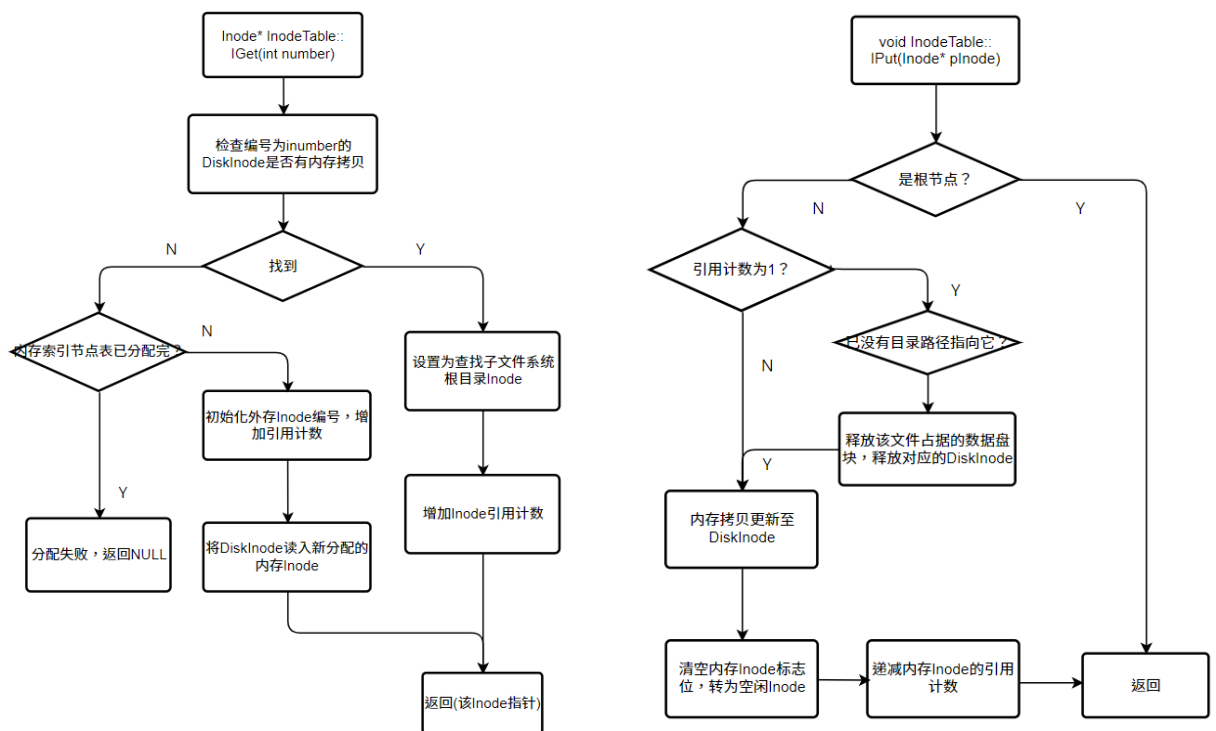 Inode* InodeTable::
IGet(int number)
检查编号为inumber的
DiskInode是否有内存拷贝
找到
N
Y
内存索引节点表已分配完？
N
Y
分配失败，返回NULL
初始化外存Inode编号，增
加引用计数
将DiskInode读入新分配的
内存Inode
设置为查找子文件系统
根目录Inode
增加Inode引用计数
返回(该Inode指针)
void InodeTable::
IPut(Inode* pInode)
是根节点？
N
Y
引用计数为1？
Y
N
已没有目录路径指向它？
释放该文件占据的数据盘
块，释放对应的DiskInode
Y
内存拷贝更新至
DiskInode
清空内存Inode标志
位，转为空闲Inode
递减内存Inode的引用
计数
返回